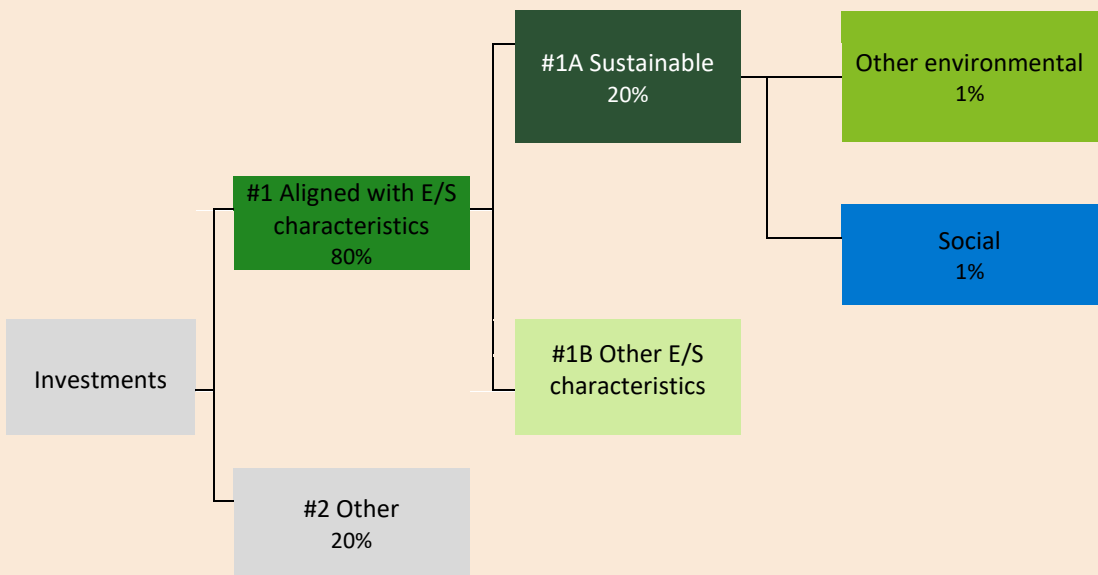 #1A Sustainable
20%
Other environmental
1%
#1 Aligned with E/S
characteristics
80%
Social
1%
Investments
#1B Other E/S
characteristics
#2 Other
20%